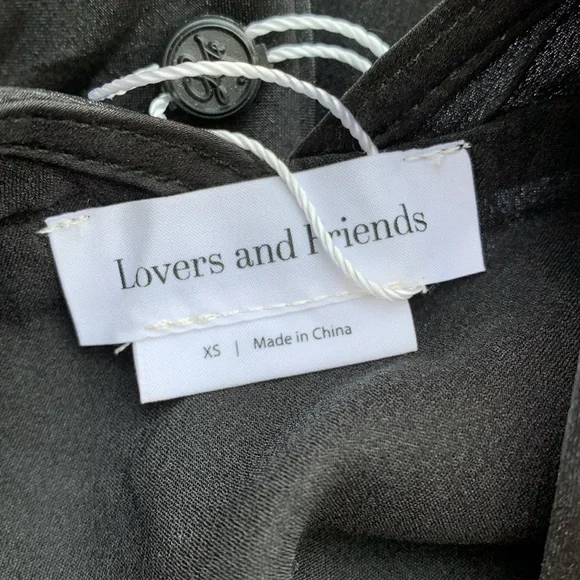 Lovers and Friends
XS | Made in China